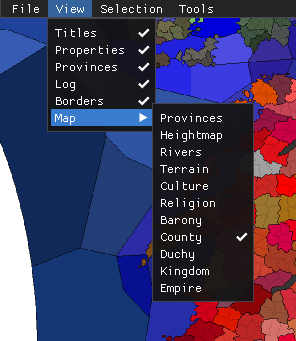 File View Selection Tools
Titles
Properties
Provinces
Log
Borders
Map
Provinces
Heightmap
Rivers
Terrain
Culture
Religion
Barony
County
Duchy
Kingdom
Empire